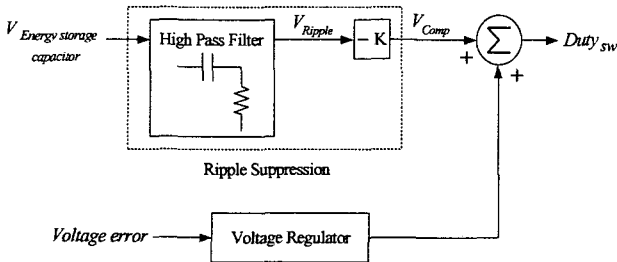 V Energy storage capacitor
High Pass Filter
V Ripple
– K
V Comp
Σ
Duty sw
+
+
Ripple Suppression
Voltage error
Voltage Regulator